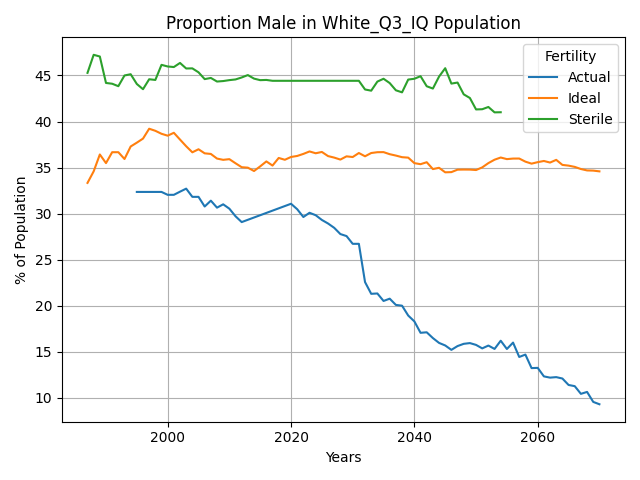 Proportion Male in White_Q3_IQ Population
Fertility
Actual
Ideal
Sterile
% of Population
45
40
35
30
25
20
15
10
2000
2020
2040
2060
Years